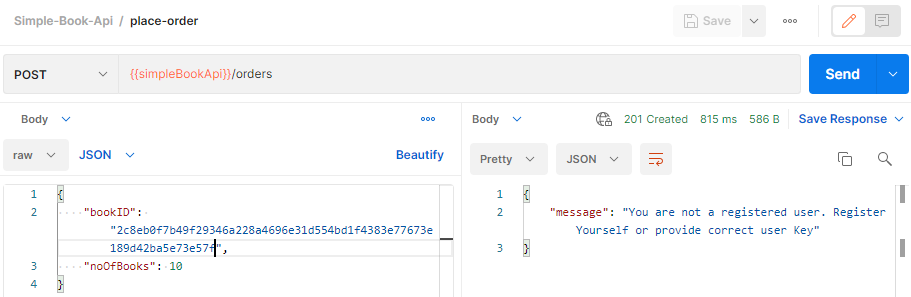 Simple-Book-Api / place-order
Save
POST {{simpleBookApi}}/orders Send
Body
raw JSON Beautify
1 {
2 "bookID":
"2c8eb0f7b49f29346a228a4696e31d554bd1f4383e77673e
189d42ba5e73e57f",
3 "noOfBooks": 10
4 }
Body 201 Created 815 ms 586 B Save Response
Pretty JSON
1 {
2 "message": "You are not a registered user. Register
Yourself or provide correct user Key"
3 }